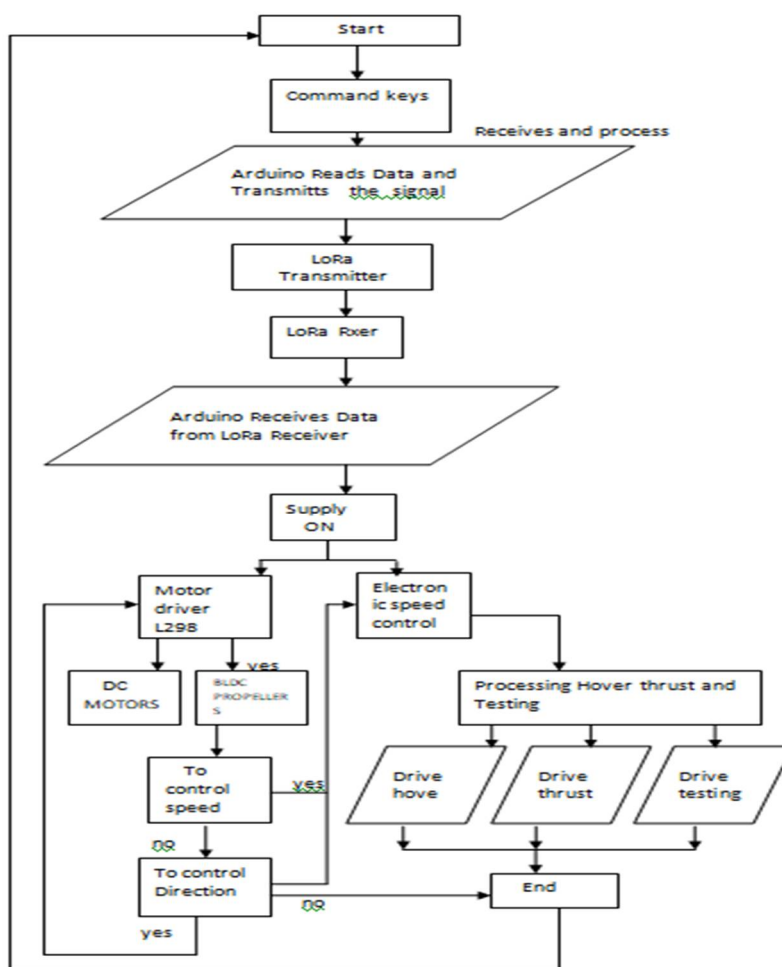 Start
Command keys
Receives and process
Arduino Reads Data and
Transmitts the signal
LoRa
Transmitter
LoRa Rxer
Arduino Receives Data
from LoRa Receiver
Supply
ON
Motor
driver
L298
Electron
ic speed
control
yes
DC
MOTORS
BLDC
PROPELLER
S
Processing Hover thrust and
Testing
To
control
speed
yes
Drive
hove
Drive
thrust
Drive
testing
no
To control
Direction
no
End
yes